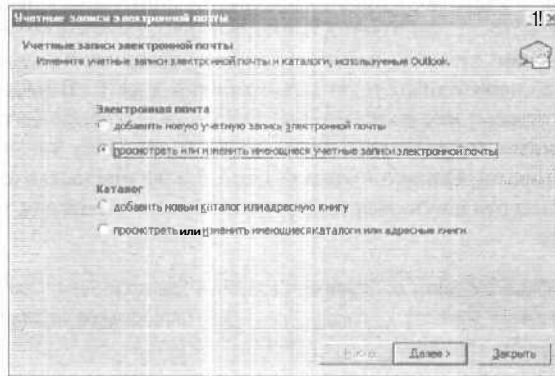 Учетные записи электронной почты
Учетные записи электронной почты
Измените учетные записи электронной почты и каталоги, используемые Outlook.
Электронная почта
добавить новую учетную запись электронной почты
просмотреть или изменить имеющиеся учетные записи электронной почты
Каталог
добавить новый каталог или адресную книгу
просмотреть или изменить имеющиеся каталоги или адресные книги
Далее >
Закрыть